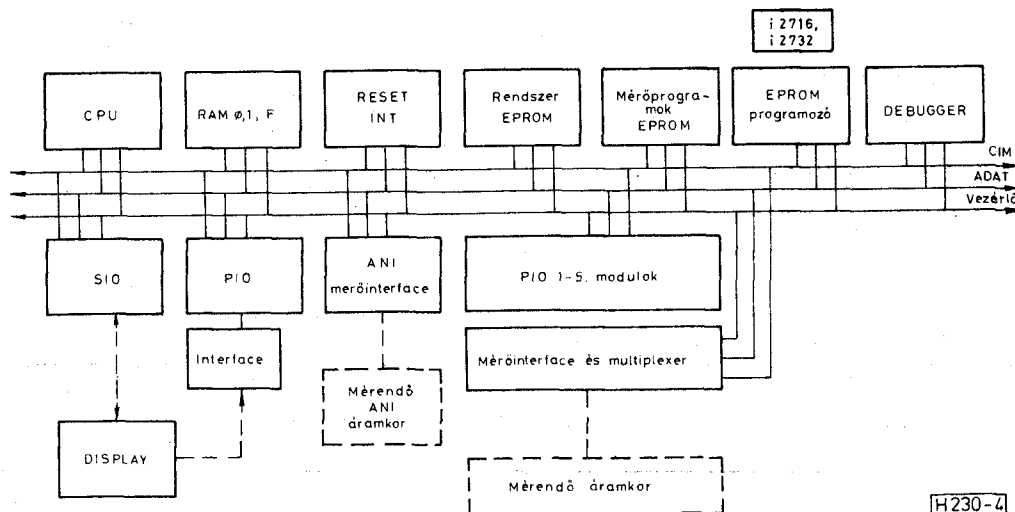 i 2716,
i 2732
CPU
RAM ø,1, F
RESET
INT
Rendszer
EPROM
Mérőprogra-
mok
EPROM
EPROM
programozó
DEBUGGER
CIM
ADAT
Vezérlő
SIO
PIO
ANI
merőinterface
PIO 1-5. modulok
Interface
Mérőinterface és multiplexer
Mérendő
ANI
áramkör
DISPLAY
Mérendő áramkör
H230-4